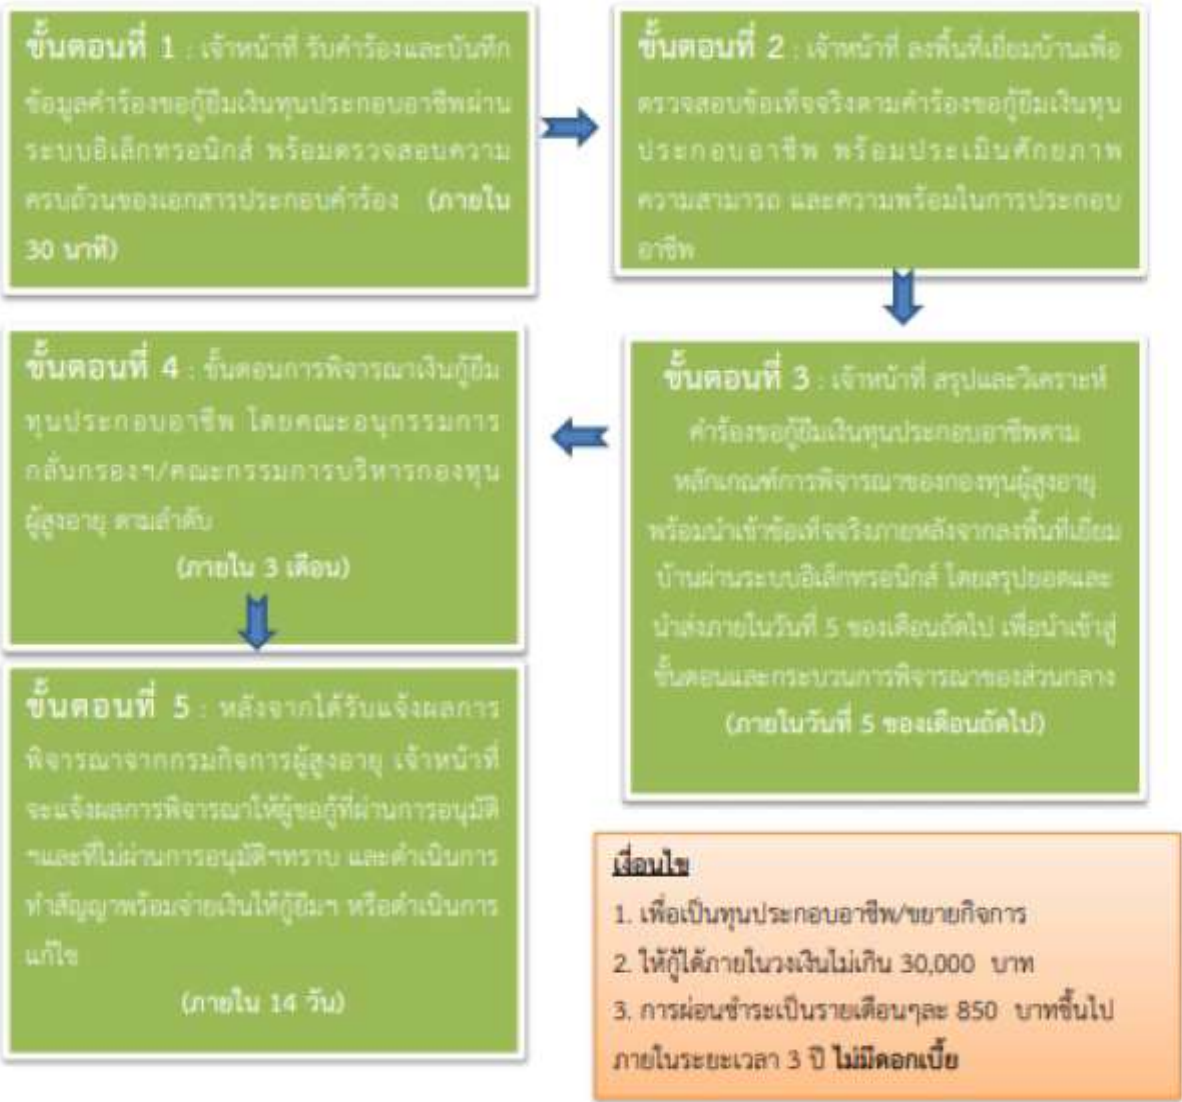 ขั้นตอนที่ 1 : เจ้าหน้าที่ รับคำร้องและบันทึก
ข้อมูลคำร้องขอกู้ยืมเงินทุนประกอบอาชีพผ่าน
ระบบอิเล็กทรอนิกส์ พร้อมตรวจสอบความ
ครบถ้วนของเอกสารประกอบคำร้อง (ภายใน
30 นาที)
ขั้นตอนที่ 2 : เจ้าหน้าที่ ลงพื้นที่เยี่ยมบ้านเพื่อ
ตรวจสอบข้อเท็จจริงตามคำร้องขอกู้ยืมเงินทุน
ประกอบอาชีพ พร้อมประเมินศักยภาพ
ความสามารถ และความพร้อมในการประกอบ
อาชีพ
ขั้นตอนที่ 3 : เจ้าหน้าที่ สรุปและวิเคราะห์
คำร้องขอกู้ยืมเงินทุนประกอบอาชีพตาม
หลักเกณฑ์การพิจารณาของกองทุนผู้สูงอายุ
พร้อมนำเข้าข้อเท็จจริงภายหลังจากลงพื้นที่เยี่ยม
บ้านผ่านระบบอิเล็กทรอนิกส์ โดยสรุปยอดและ
นำส่งภายในวันที่ 5 ของเดือนถัดไป เพื่อนำเข้าสู่
ขั้นตอนและกระบวนการพิจารณาของส่วนกลาง
(ภายในวันที่ 5 ของเดือนถัดไป)
ขั้นตอนที่ 4 : ขั้นตอนการพิจารณาเงินกู้ยืม
ทุนประกอบอาชีพ โดยคณะอนุกรรมการ
กลั่นกรองฯ/คณะกรรมการบริหารกองทุน
ผู้สูงอายุ ตามลำดับ
(ภายใน 3 เดือน)
ขั้นตอนที่ 5 : หลังจากได้รับแจ้งผลการ
พิจารณาจากกรมกิจการผู้สูงอายุ เจ้าหน้าที่
จะแจ้งผลการพิจารณาให้ผู้ขอกู้ที่ผ่านการอนุมัติ
ฯและที่ไม่ผ่านการอนุมัติฯทราบ และดำเนินการ
ทำสัญญาพร้อมจ่ายเงินให้กู้ยืมฯ หรือดำเนินการ
แก้ไข
(ภายใน 14 วัน)
เงื่อนไข
1. เพื่อเป็นทุนประกอบอาชีพ/ขยายกิจการ
2. ให้กู้ได้ภายในวงเงินไม่เกิน 30,000 บาท
3. การผ่อนชำระเป็นรายเดือนๆละ 850 บาทขึ้นไป
ภายในระยะเวลา 3 ปี ไม่มีดอกเบี้ย